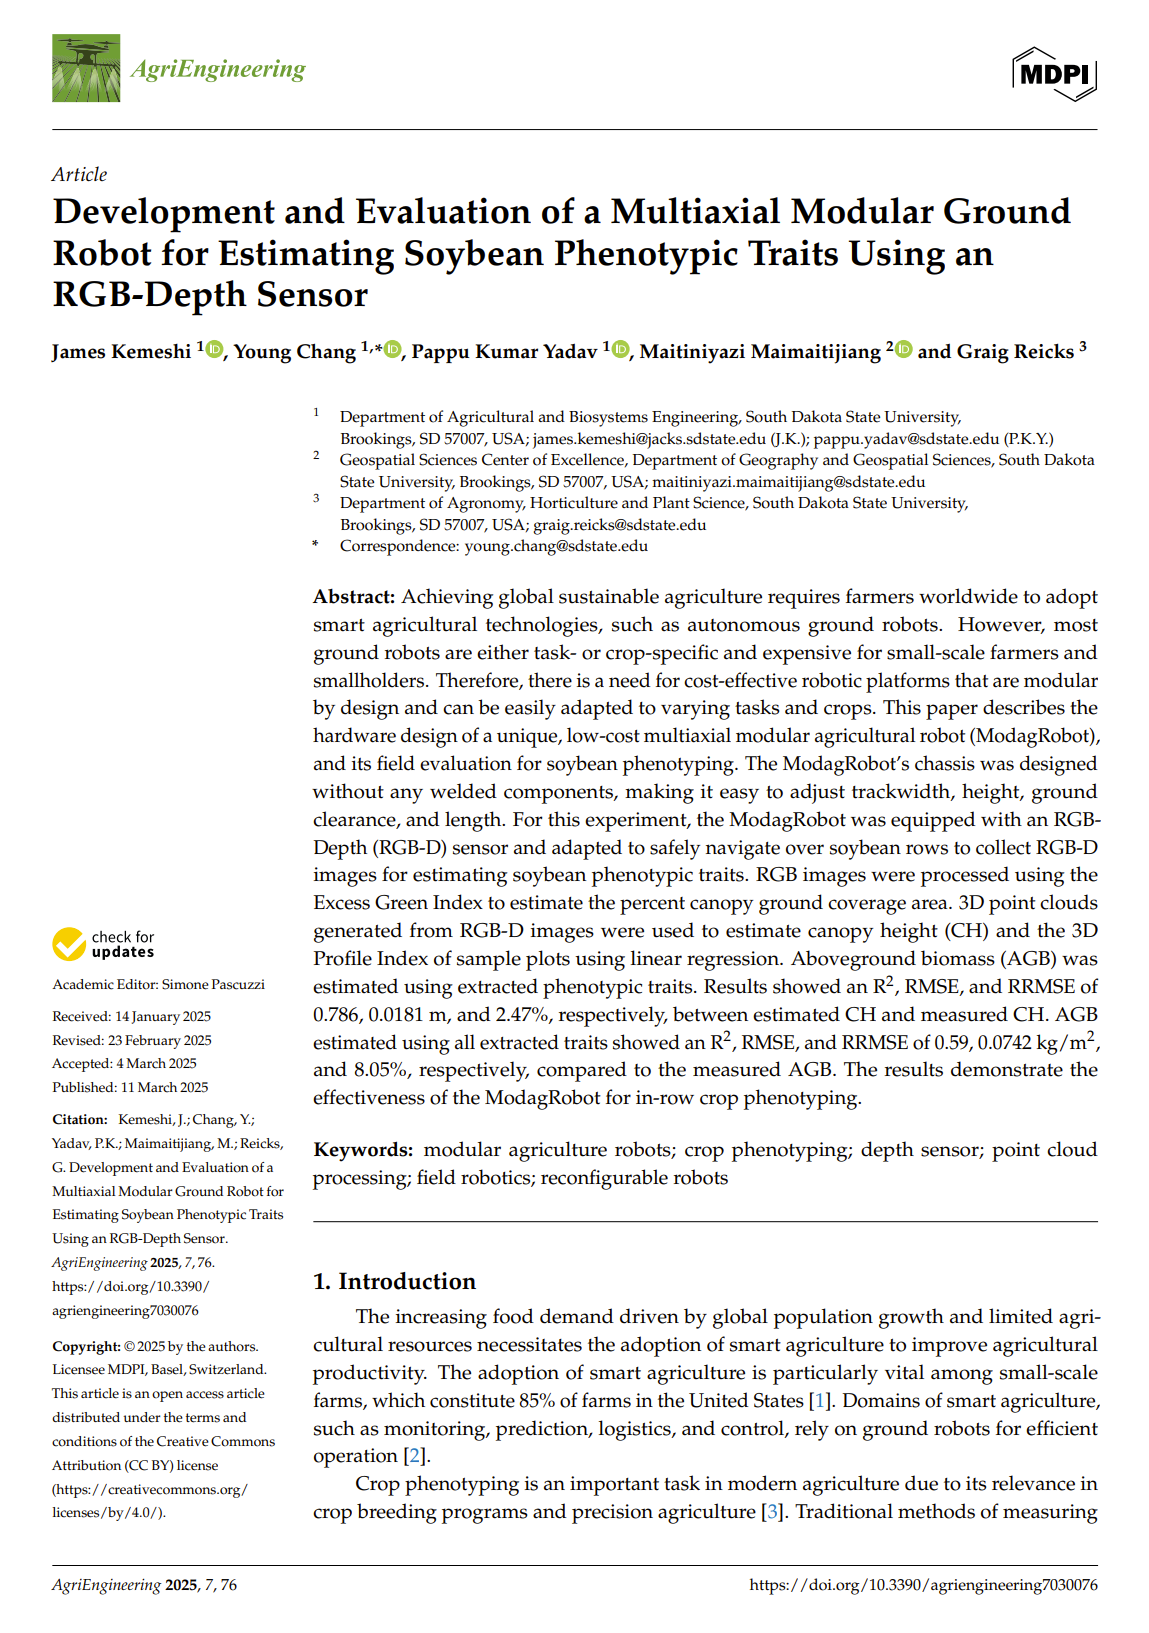 AgriEngineering
MDPI
Article
Development and Evaluation of a Multiaxial Modular Ground
Robot for Estimating Soybean Phenotypic Traits Using an
RGB-Depth Sensor
James Kemeshi 1 iD, Young Chang 1,* iD, Pappu Kumar Yadav 1 iD, Maitiniyazi Maimaitijiang 2 iD and Graig Reicks 3
1 Department of Agricultural and Biosystems Engineering, South Dakota State University,
Brookings, SD 57007, USA; james.kemeshi@jacks.sdstate.edu (J.K.); pappu.yadav@sdstate.edu (P.K.Y.)
2 Geospatial Sciences Center of Excellence, Department of Geography and Geospatial Sciences, South Dakota
State University, Brookings, SD 57007, USA; maitiniyazi.maimaitijiang@sdstate.edu
3 Department of Agronomy, Horticulture and Plant Science, South Dakota State University,
Brookings, SD 57007, USA; graig.reicks@sdstate.edu
* Correspondence: young.chang@sdstate.edu
Abstract: Achieving global sustainable agriculture requires farmers worldwide to adopt
smart agricultural technologies, such as autonomous ground robots. However, most
ground robots are either task- or crop-specific and expensive for small-scale farmers and
smallholders. Therefore, there is a need for cost-effective robotic platforms that are modular
by design and can be easily adapted to varying tasks and crops. This paper describes the
hardware design of a unique, low-cost multiaxial modular agricultural robot (ModagRobot),
and its field evaluation for soybean phenotyping. The ModagRobot's chassis was designed
without any welded components, making it easy to adjust trackwidth, height, ground
clearance, and length. For this experiment, the ModagRobot was equipped with an RGB-
Depth (RGB-D) sensor and adapted to safely navigate over soybean rows to collect RGB-D
images for estimating soybean phenotypic traits. RGB images were processed using the
Excess Green Index to estimate the percent canopy ground coverage area. 3D point clouds
generated from RGB-D images were used to estimate canopy height (CH) and the 3D
Profile Index of sample plots using linear regression. Aboveground biomass (AGB) was
estimated using extracted phenotypic traits. Results showed an R2, RMSE, and RRMSE of
0.786, 0.0181 m, and 2.47%, respectively, between estimated CH and measured CH. AGB
estimated using all extracted traits showed an R2, RMSE, and RRMSE of 0.59, 0.0742 kg/m2,
and 8.05%, respectively, compared to the measured AGB. The results demonstrate the
effectiveness of the ModagRobot for in-row crop phenotyping.
Keywords: modular agriculture robots; crop phenotyping; depth sensor; point cloud
processing; field robotics; reconfigurable robots
check for
updates
Academic Editor: Simone Pascuzzi
Received: 14 January 2025
Revised: 23 February 2025
Accepted: 4 March 2025
Published: 11 March 2025
Citation: Kemeshi, J.; Chang, Y.;
Yadav, P.K.; Maimaitijiang, M.; Reicks,
G. Development and Evaluation of a
Multiaxial Modular Ground Robot for
Estimating Soybean Phenotypic Traits
Using an RGB-Depth Sensor.
AgriEngineering 2025, 7, 76.
https://doi.org/10.3390/
agriengineering7030076
Copyright: © 2025 by the authors.
Licensee MDPI, Basel, Switzerland.
This article is an open access article
distributed under the terms and
conditions of the Creative Commons
Attribution (CC BY) license
(https://creativecommons.org/
licenses/by/4.0/).
1. Introduction
The increasing food demand driven by global population growth and limited agri-
cultural resources necessitates the adoption of smart agriculture to improve agricultural
productivity. The adoption of smart agriculture is particularly vital among small-scale
farms, which constitute 85% of farms in the United States [1]. Domains of smart agriculture,
such as monitoring, prediction, logistics, and control, rely on ground robots for efficient
operation [2].
Crop phenotyping is an important task in modern agriculture due to its relevance in
crop breeding programs and precision agriculture [3]. Traditional methods of measuring
AgriEngineering 2025, 7, 76
https://doi.org/10.3390/agriengineering7030076